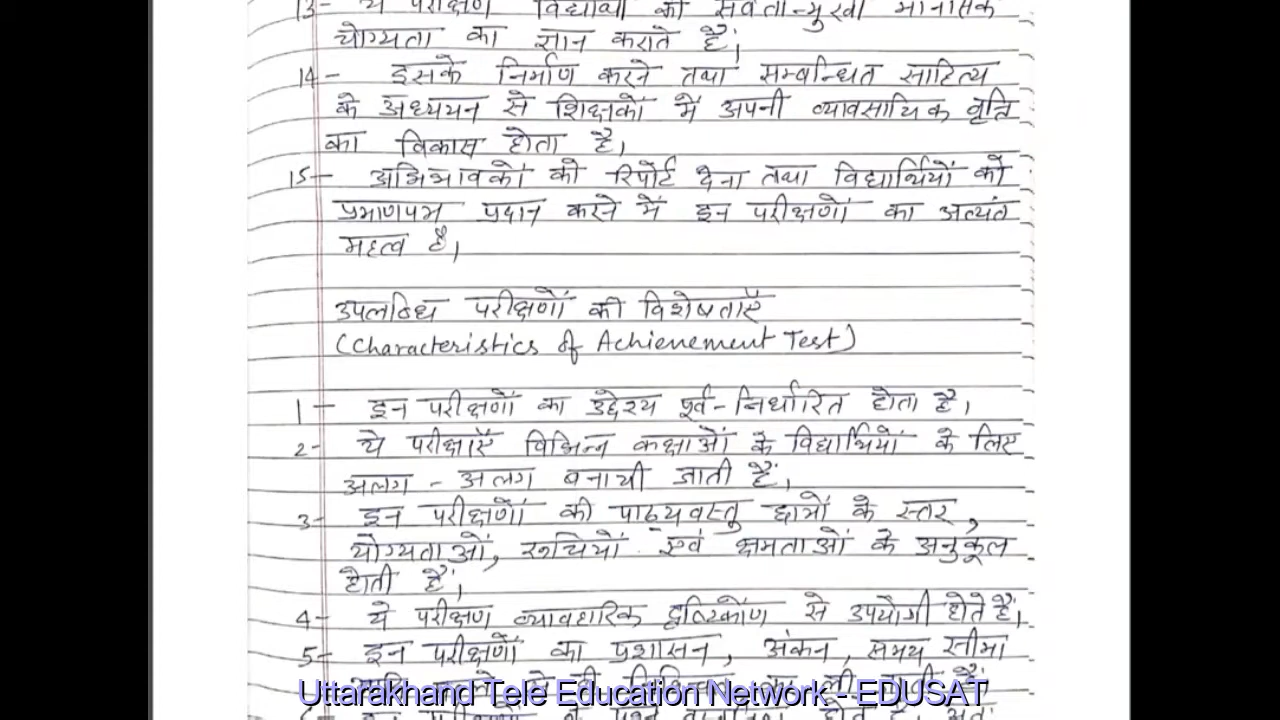 13- ये परीक्षण विद्यार्थी की सर्वतोन्मुखी मानसिक
योग्यता का ज्ञान कराते हैं।
14- इसके निर्माण करने तथा सम्बन्धित साहित्य
के अध्ययन से शिक्षकों में अपनी व्यावसायिक वृत्ति
का विकास होता है।
15- अभिभावकों को रिपोर्ट देना तथा विद्यार्थियों को
प्रमाणपत्र प्रदान करने में इन परीक्षणों का अत्यंत
महत्व है।
उपलब्धि परीक्षणों की विशेषताएँ
(Characteristics of Achienement Test)
1- इन परीक्षणों का उद्देश्य पूर्व-निर्धारित होता है।
2- ये परीक्षाएँ विभिन्न कक्षाओं के विद्यार्थियों के लिए
अलग - अलग बनायी जाती हैं।
3- इन परीक्षणों की पाठ्यवस्तु छात्रों के स्तर,
योग्यताओं, रूचियों एवं क्षमताओं के अनुकूल
होती हैं।
4- ये परीक्षण व्यावहारिक दृष्टिकोण से उपयोगी होते हैं।
5- इन परीक्षणों का प्रशासन, अंकन, समय सीमा
Uttarakhand Tele Education Network - EDUSAT